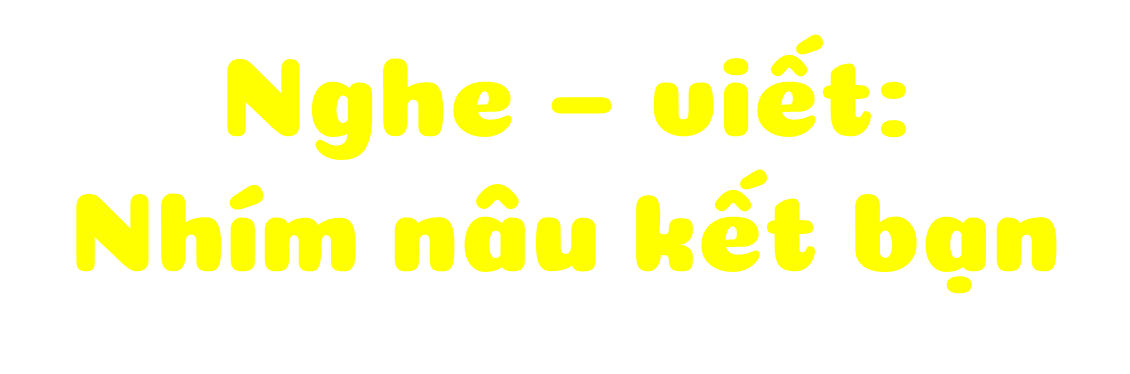 Nghe – viết:
Nhím nâu kết bạn